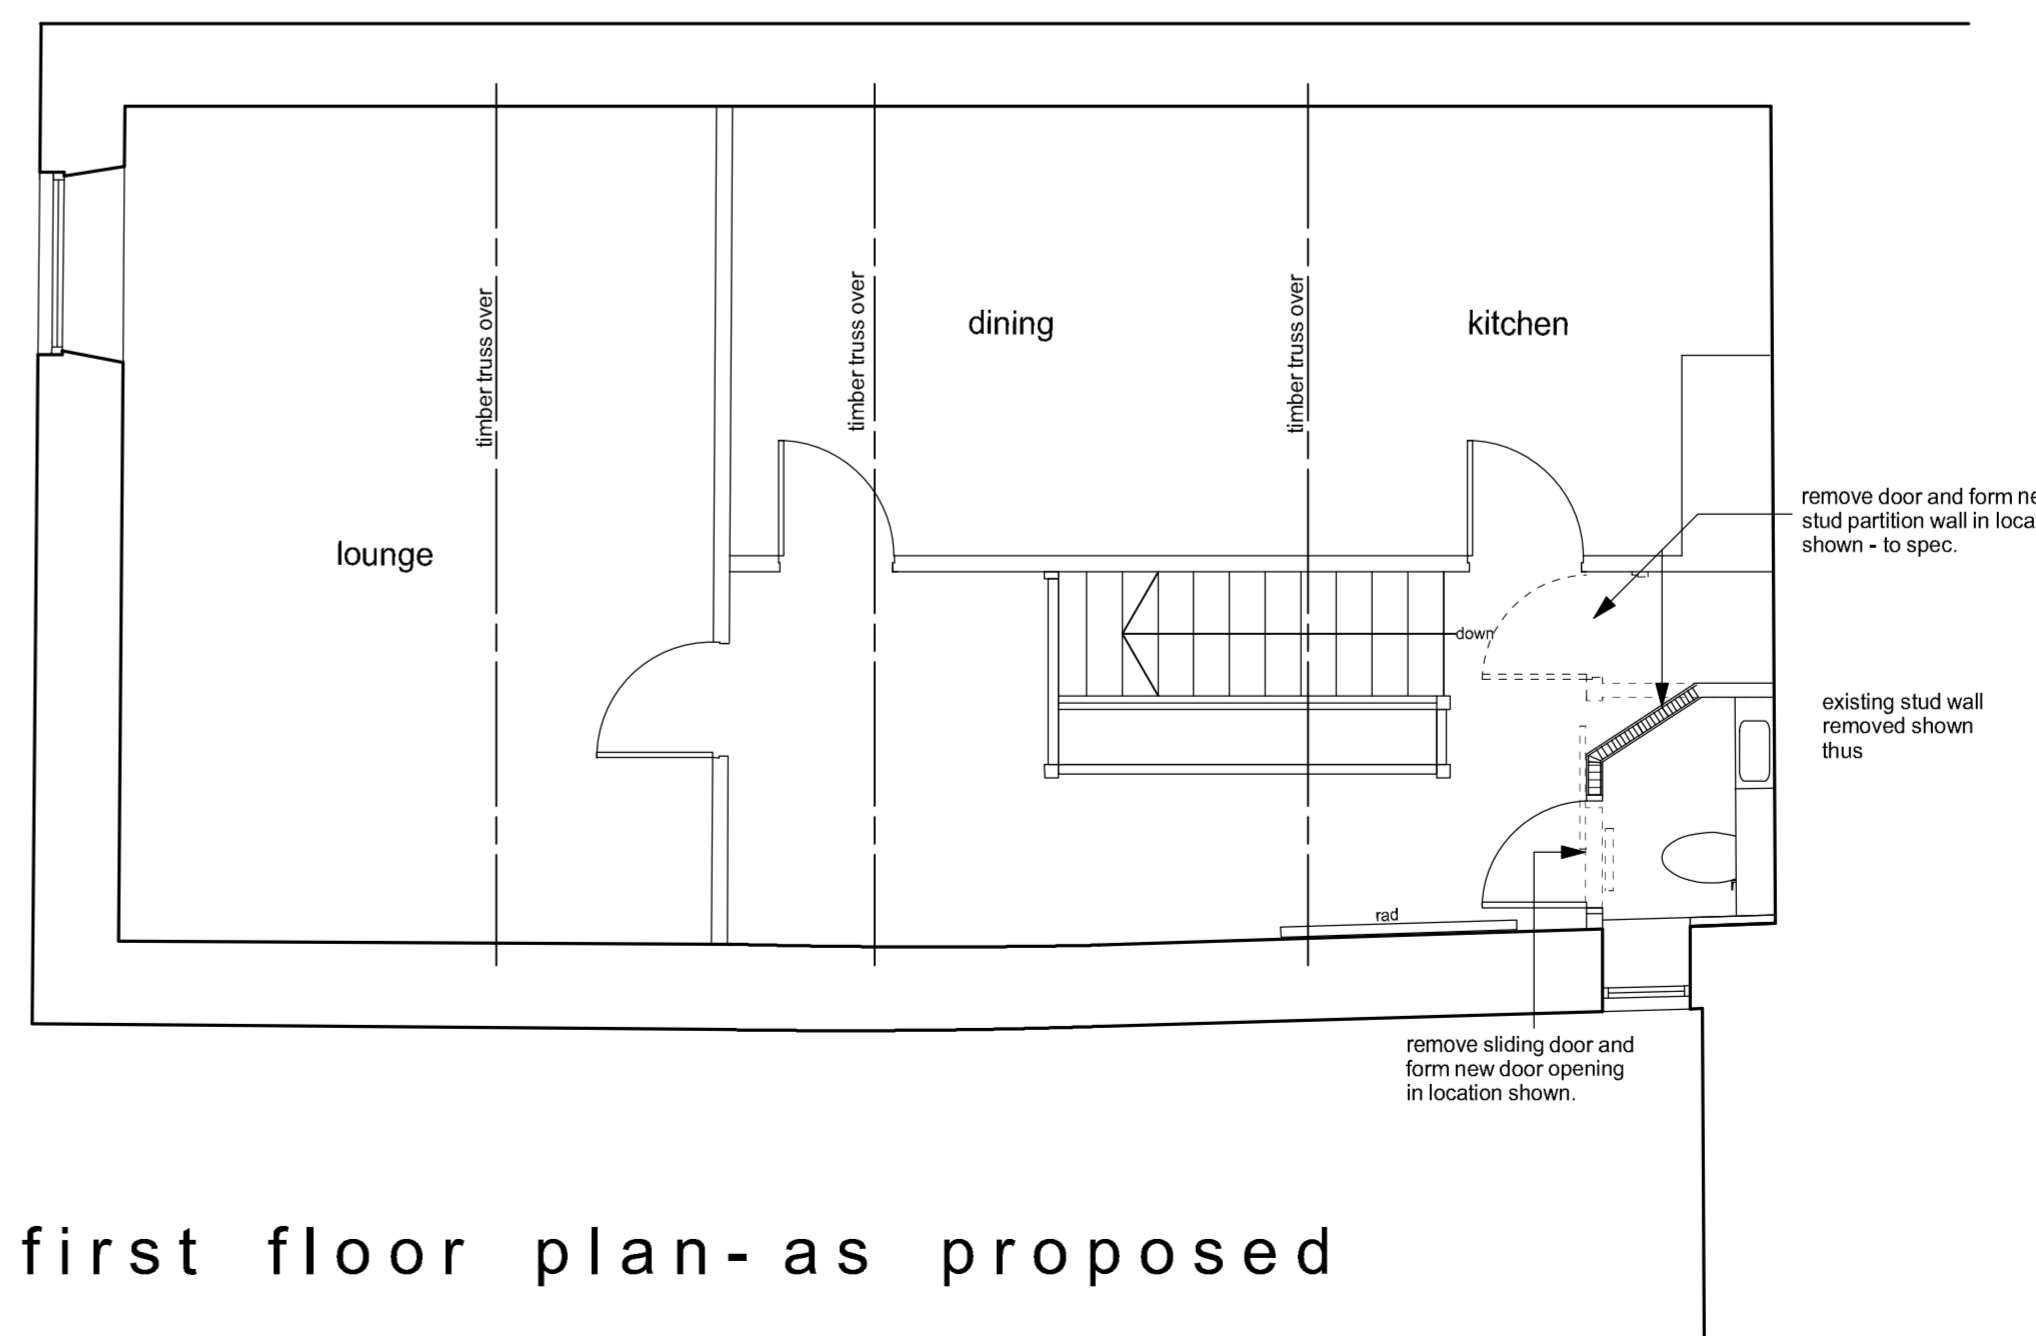 timber truss over
timber truss over
timber truss over
dining
kitchen
lounge
remove door and form
stud partition wall in
shown - to spec.
down
existing stud wall
removed shown
thus
rad
remove sliding door and
form new door opening
in location shown.
first floor plan- as proposed